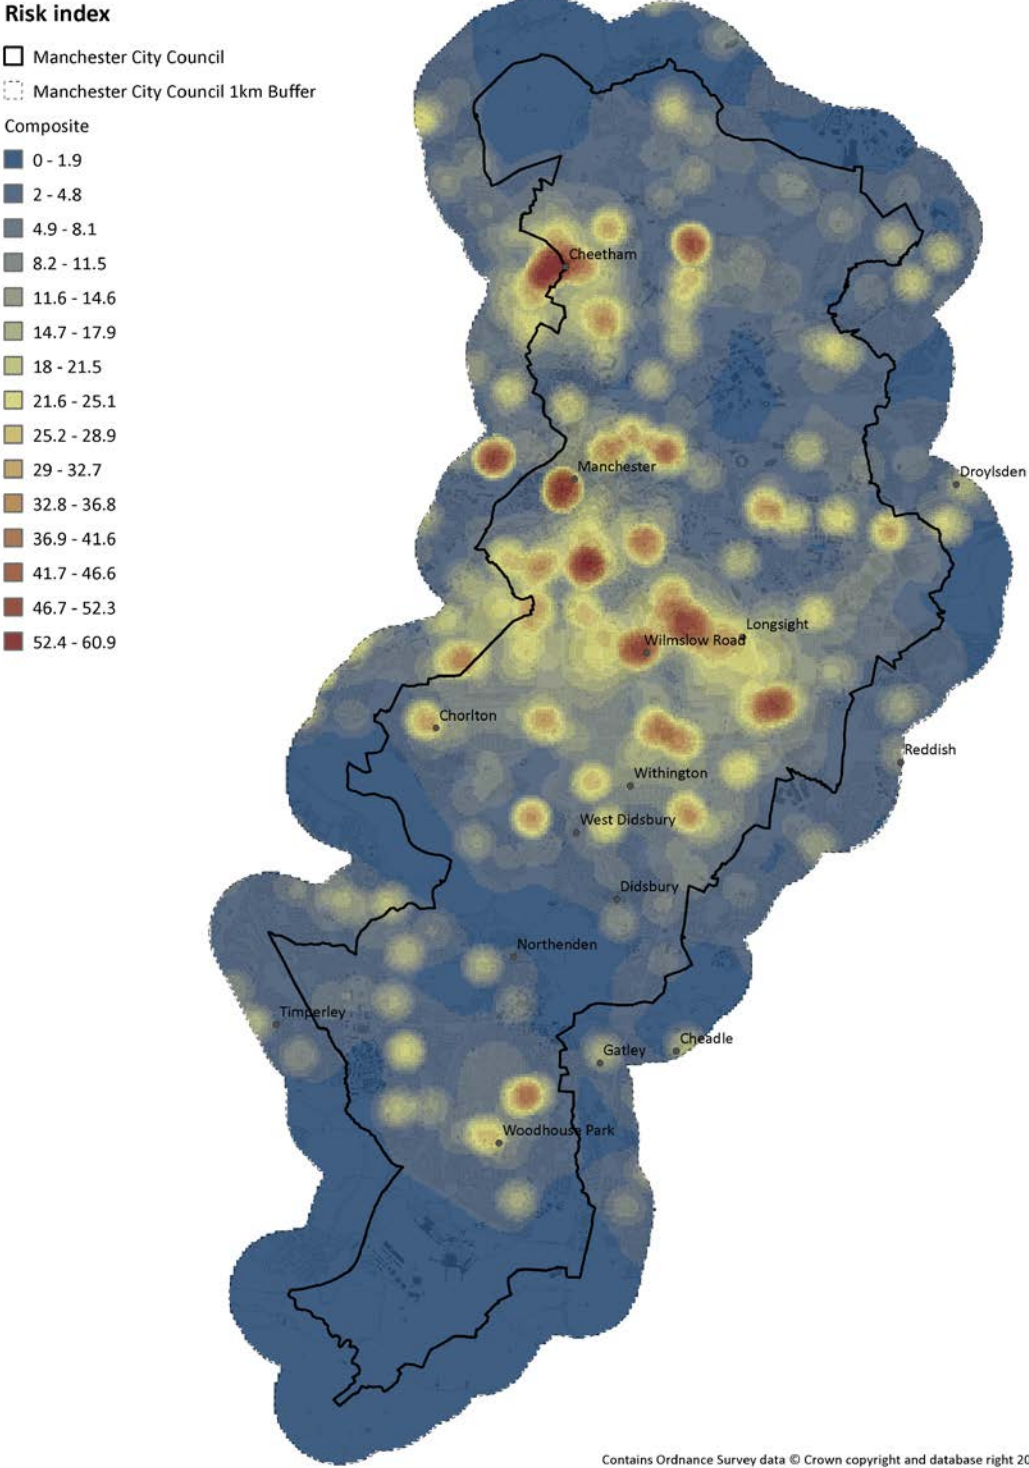 Risk index
Manchester City Council
Manchester City Council 1km Buffer
Composite
0 - 1.9
2 - 4.8
4.9 - 8.1
8.2 - 11.5
11.6 - 14.6
14.7 - 17.9
18 - 21.5
21.6 - 25.1
25.2 - 28.9
29 - 32.7
32.8 - 36.8
36.9 - 41.6
41.7 - 46.6
46.7 - 52.3
52.4 - 60.9
Cheetham
Manchester
Droylsden
Longsight
Wilmslow Road
Chorlton
Reddish
Withington
West Didsbury
Didsbury
Northenden
Timperley
Cheadle
Gatley
Woodhouse Park
Contains Ordnance Survey data © Crown copyright and database right 20